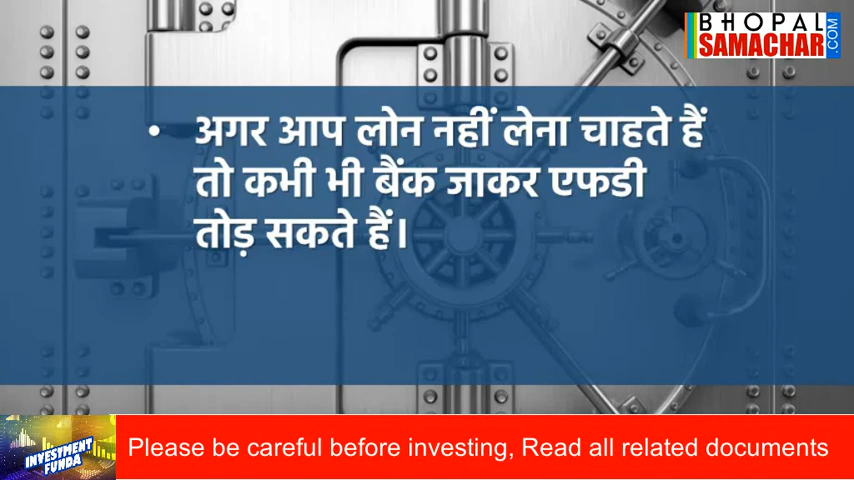 BHOPAL
SAMACHAR
.COM
• अगर आप लोन नहीं लेना चाहते हैं
तो कभी भी बैंक जाकर एफडी
तोड़ सकते हैं।
INVESTMENT
FUNDA
Please be careful before investing, Read all related documents